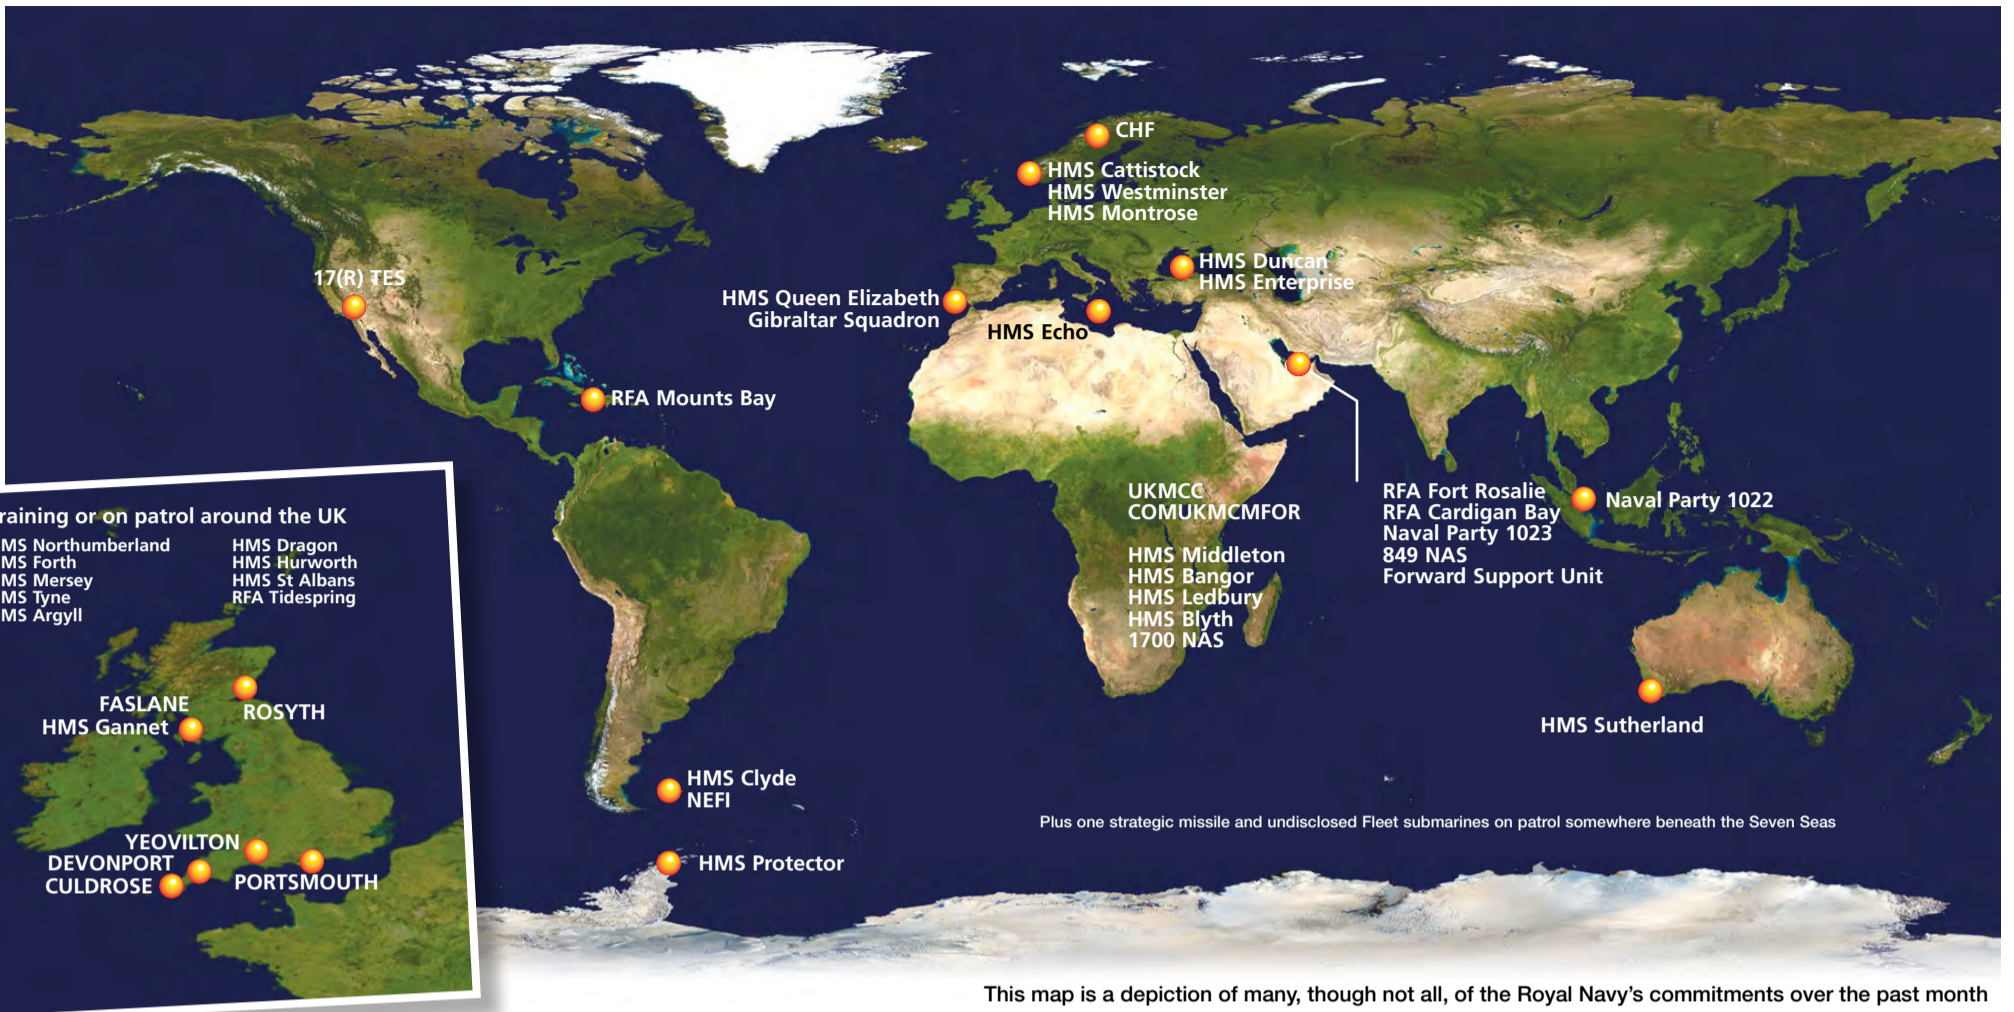 CHF
HMS Cattistock
HMS Westminster
HMS Montrose
17(R) TES
HMS Duncan
HMS Enterprise
HMS Queen Elizabeth
Gibraltar Squadron
HMS Echo
RFA Mounts Bay
UKMCC
COMUKMCMFOR
HMS Middleton
HMS Bangor
HMS Ledbury
HMS Blyth
1700 NAS
RFA Fort Rosalie
RFA Cardigan Bay
Naval Party 1023
849 NAS
Forward Support Unit
Naval Party 1022
HMS Sutherland
HMS Clyde
NEFI
HMS Protector
Plus one strategic missile and undisclosed Fleet submarines on patrol somewhere beneath the Seven Seas
raining or on patrol around the UK
MS Northumberland
MS Forth
MS Mersey
MS Tyne
MS Argyll
HMS Dragon
HMS Hurworth
HMS St Albans
RFA Tidespring
FASLANE
HMS Gannet
ROSYTH
YEOVILTON
DEVONPORT
CULDROSE
PORTSMOUTH
This map is a depiction of many, though not all, of the Royal Navy's commitments over the past month